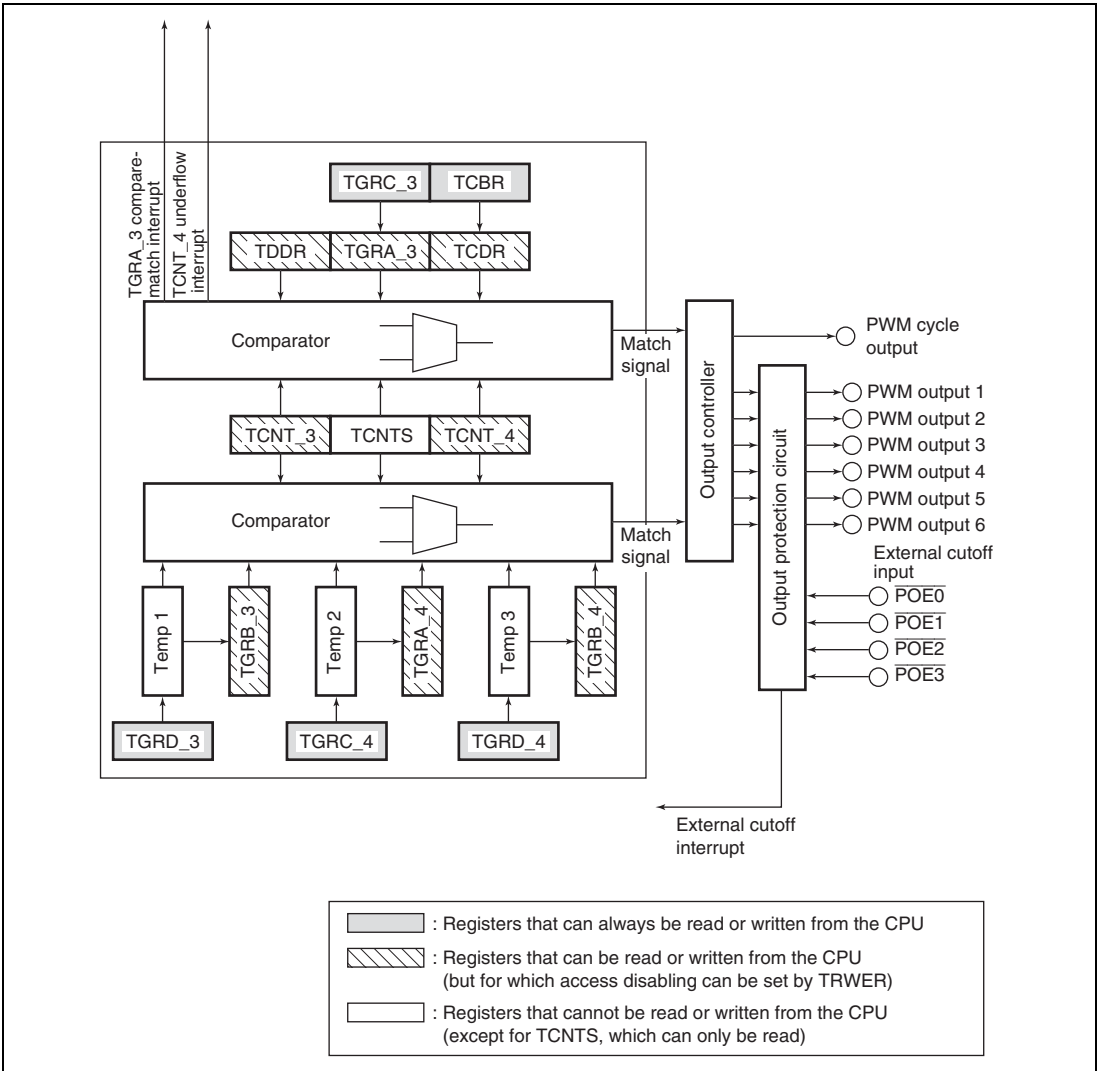 TGRA_3 compare-
match interrupt
TCNT_4 underflow
interrupt
TGRC_3
TCBR
TDDR
TGRA_3
TCDR
Comparator
Match
signal
TCNT_3
TCNTS
TCNT_4
Comparator
Match
signal
Temp 1
TGRB_3
Temp 2
TGRA_4
Temp 3
TGRB_4
TGRD_3
TGRC_4
TGRD_4
Output controller
Output protection circuit
PWM cycle
output
PWM output 1
PWM output 2
PWM output 3
PWM output 4
PWM output 5
PWM output 6
External cutoff
input
POE0
POE1
POE2
POE3
External cutoff
interrupt
: Registers that can always be read or written from the CPU
: Registers that can be read or written from the CPU
(but for which access disabling can be set by TRWER)
: Registers that cannot be read or written from the CPU
(except for TCNTS, which can only be read)